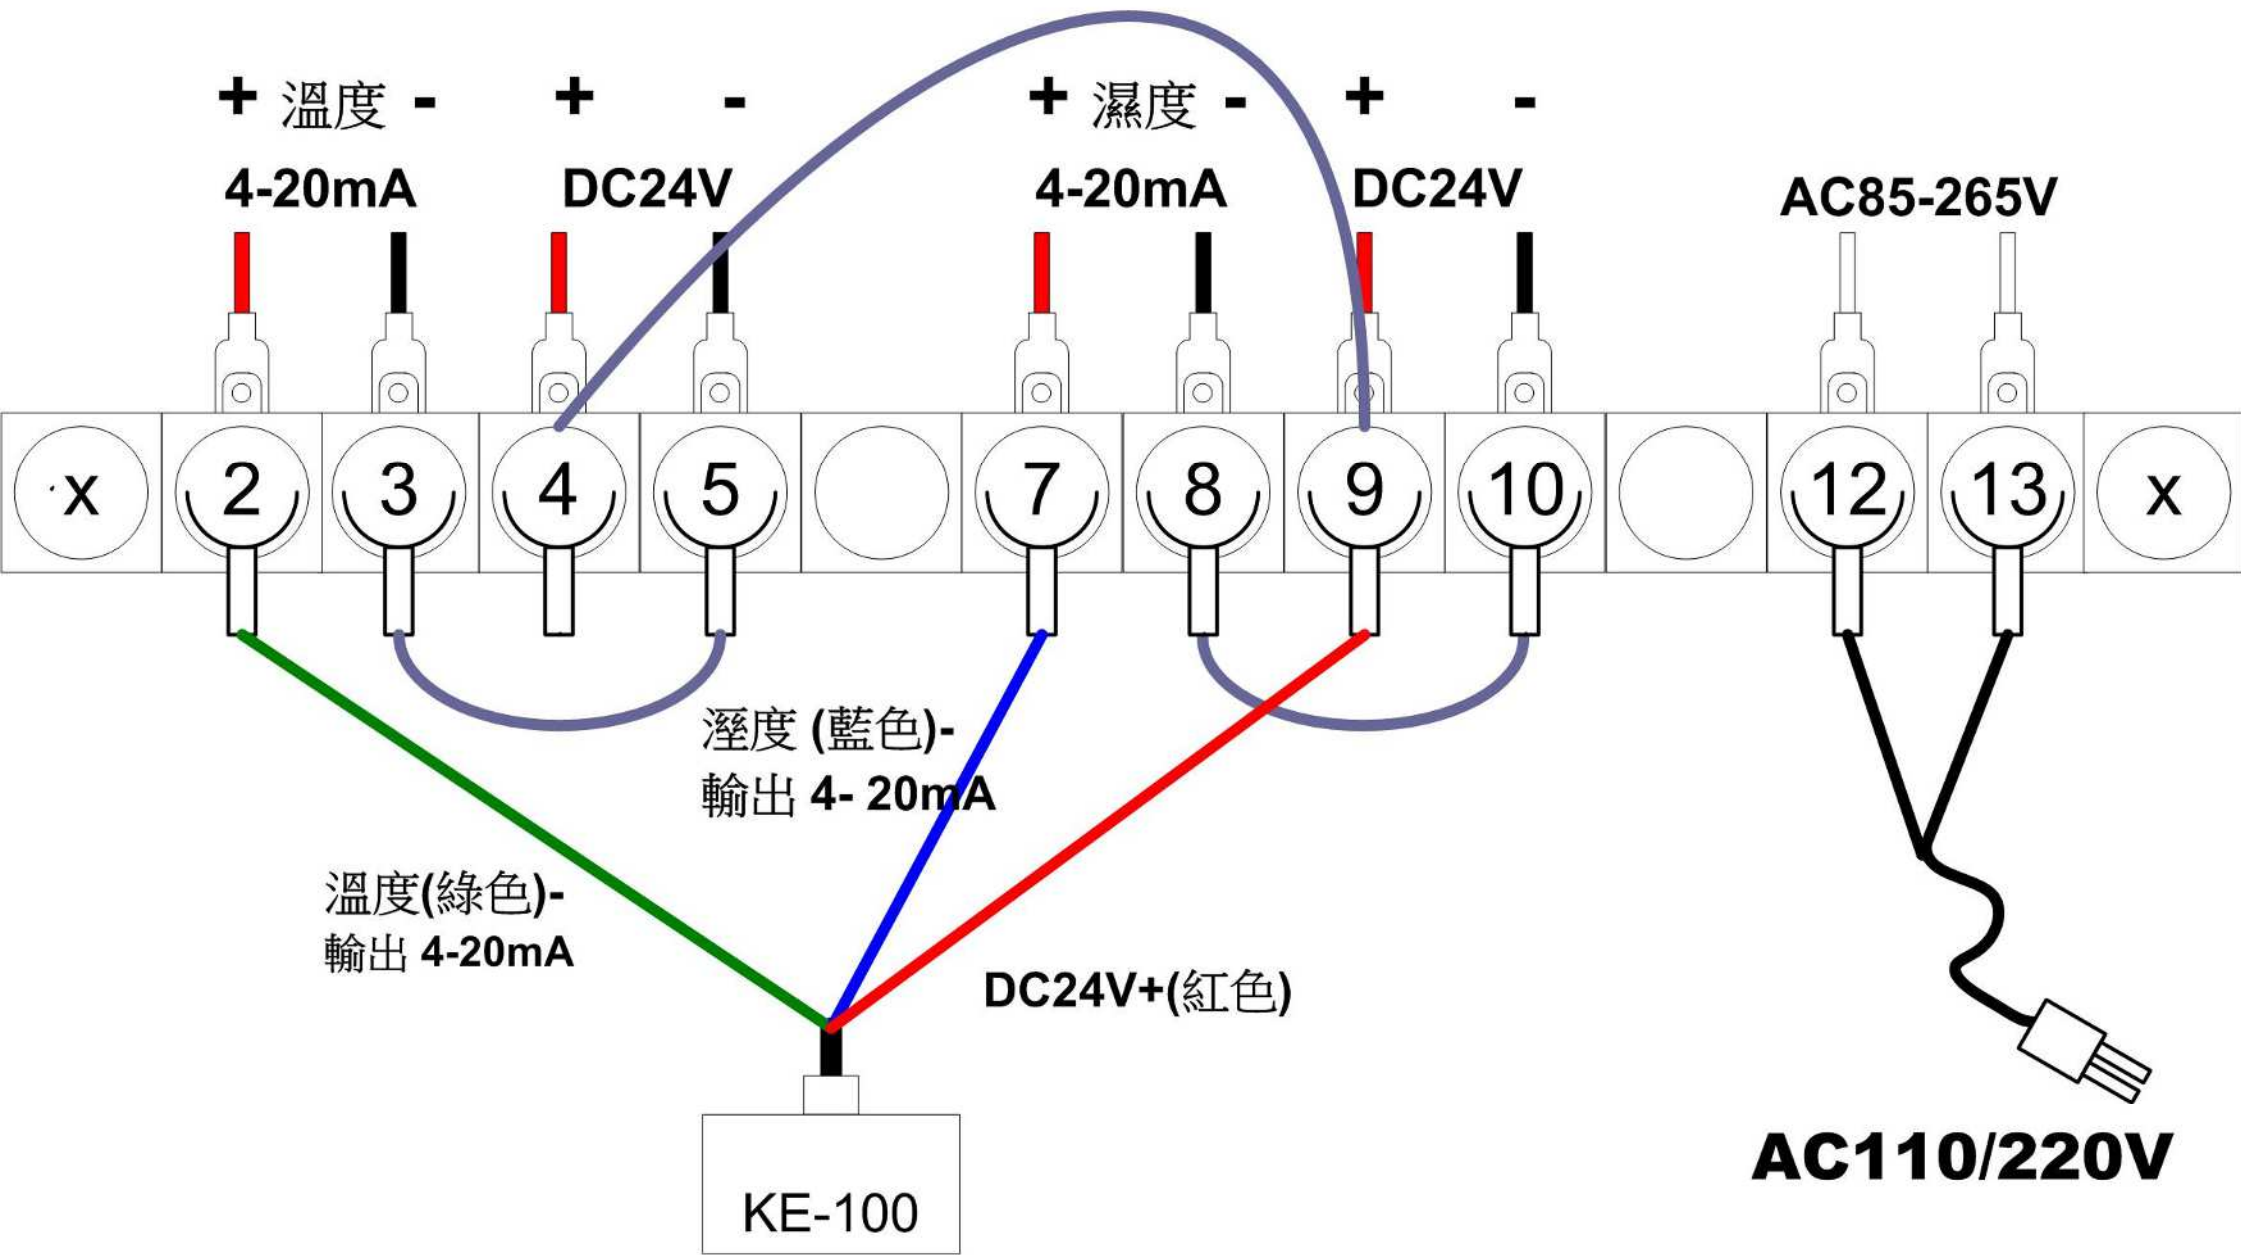 + 溫度 - + - + 濕度 - + -
4-20mA DC24V 4-20mA DC24V AC85-265V
x 2 3 4 5 7 8 9 10 12 13 x
溼度 (藍色)-
輸出 4- 20mA
溫度(綠色)-
輸出 4-20mA
DC24V+(紅色)
AC110/220V
KE-100